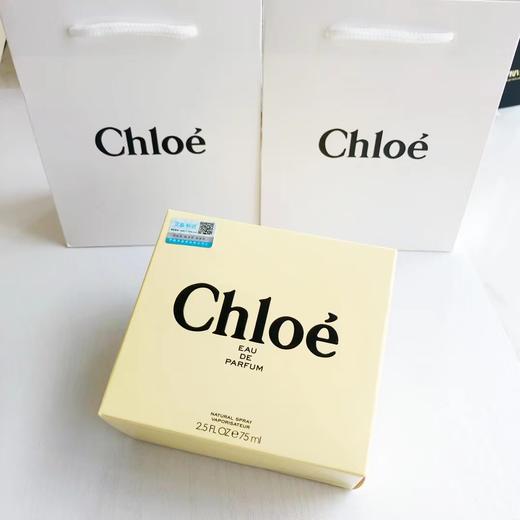 Chloé
Chloé
Chloé
EAU
DE
PARFUM
NATURAL SPRAY
VAPORISATEUR
2.5 FL OZ e 75 ml